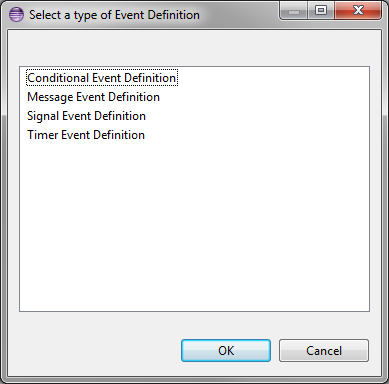 Select a type of Event Definition
Conditional Event Definition
Message Event Definition
Signal Event Definition
Timer Event Definition
OK
Cancel